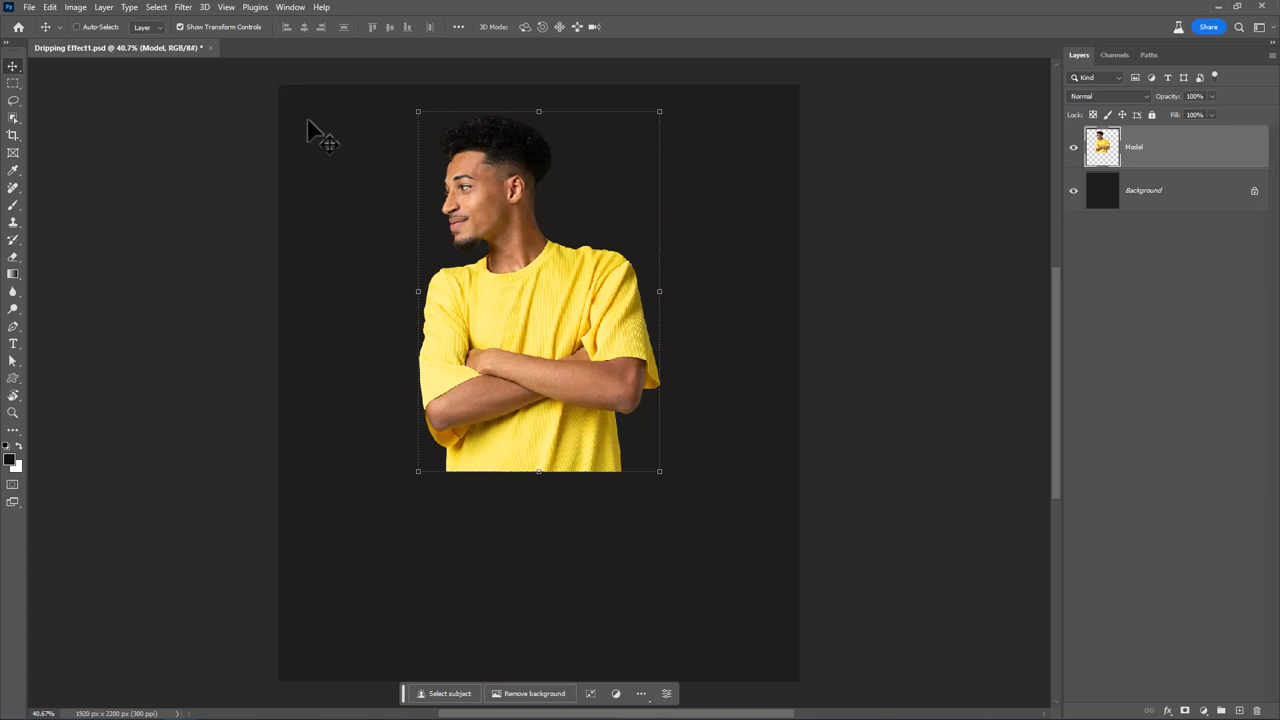 Ps File Edit Image Layer Type Select Filter 3D View Plugins Window Help
Auto-Select: Layer Show Transform Controls 3D Mode: Share
Dripping Effect1.psd @ 40.7% (Model, RGB/8#) * ×
Layers Channels Paths
Kind
Normal Opacity: 100%
Lock: Fill: 100%
Model
Background
Select subject Remove background
40.67% 1920 px x 2200 px (300 ppi)